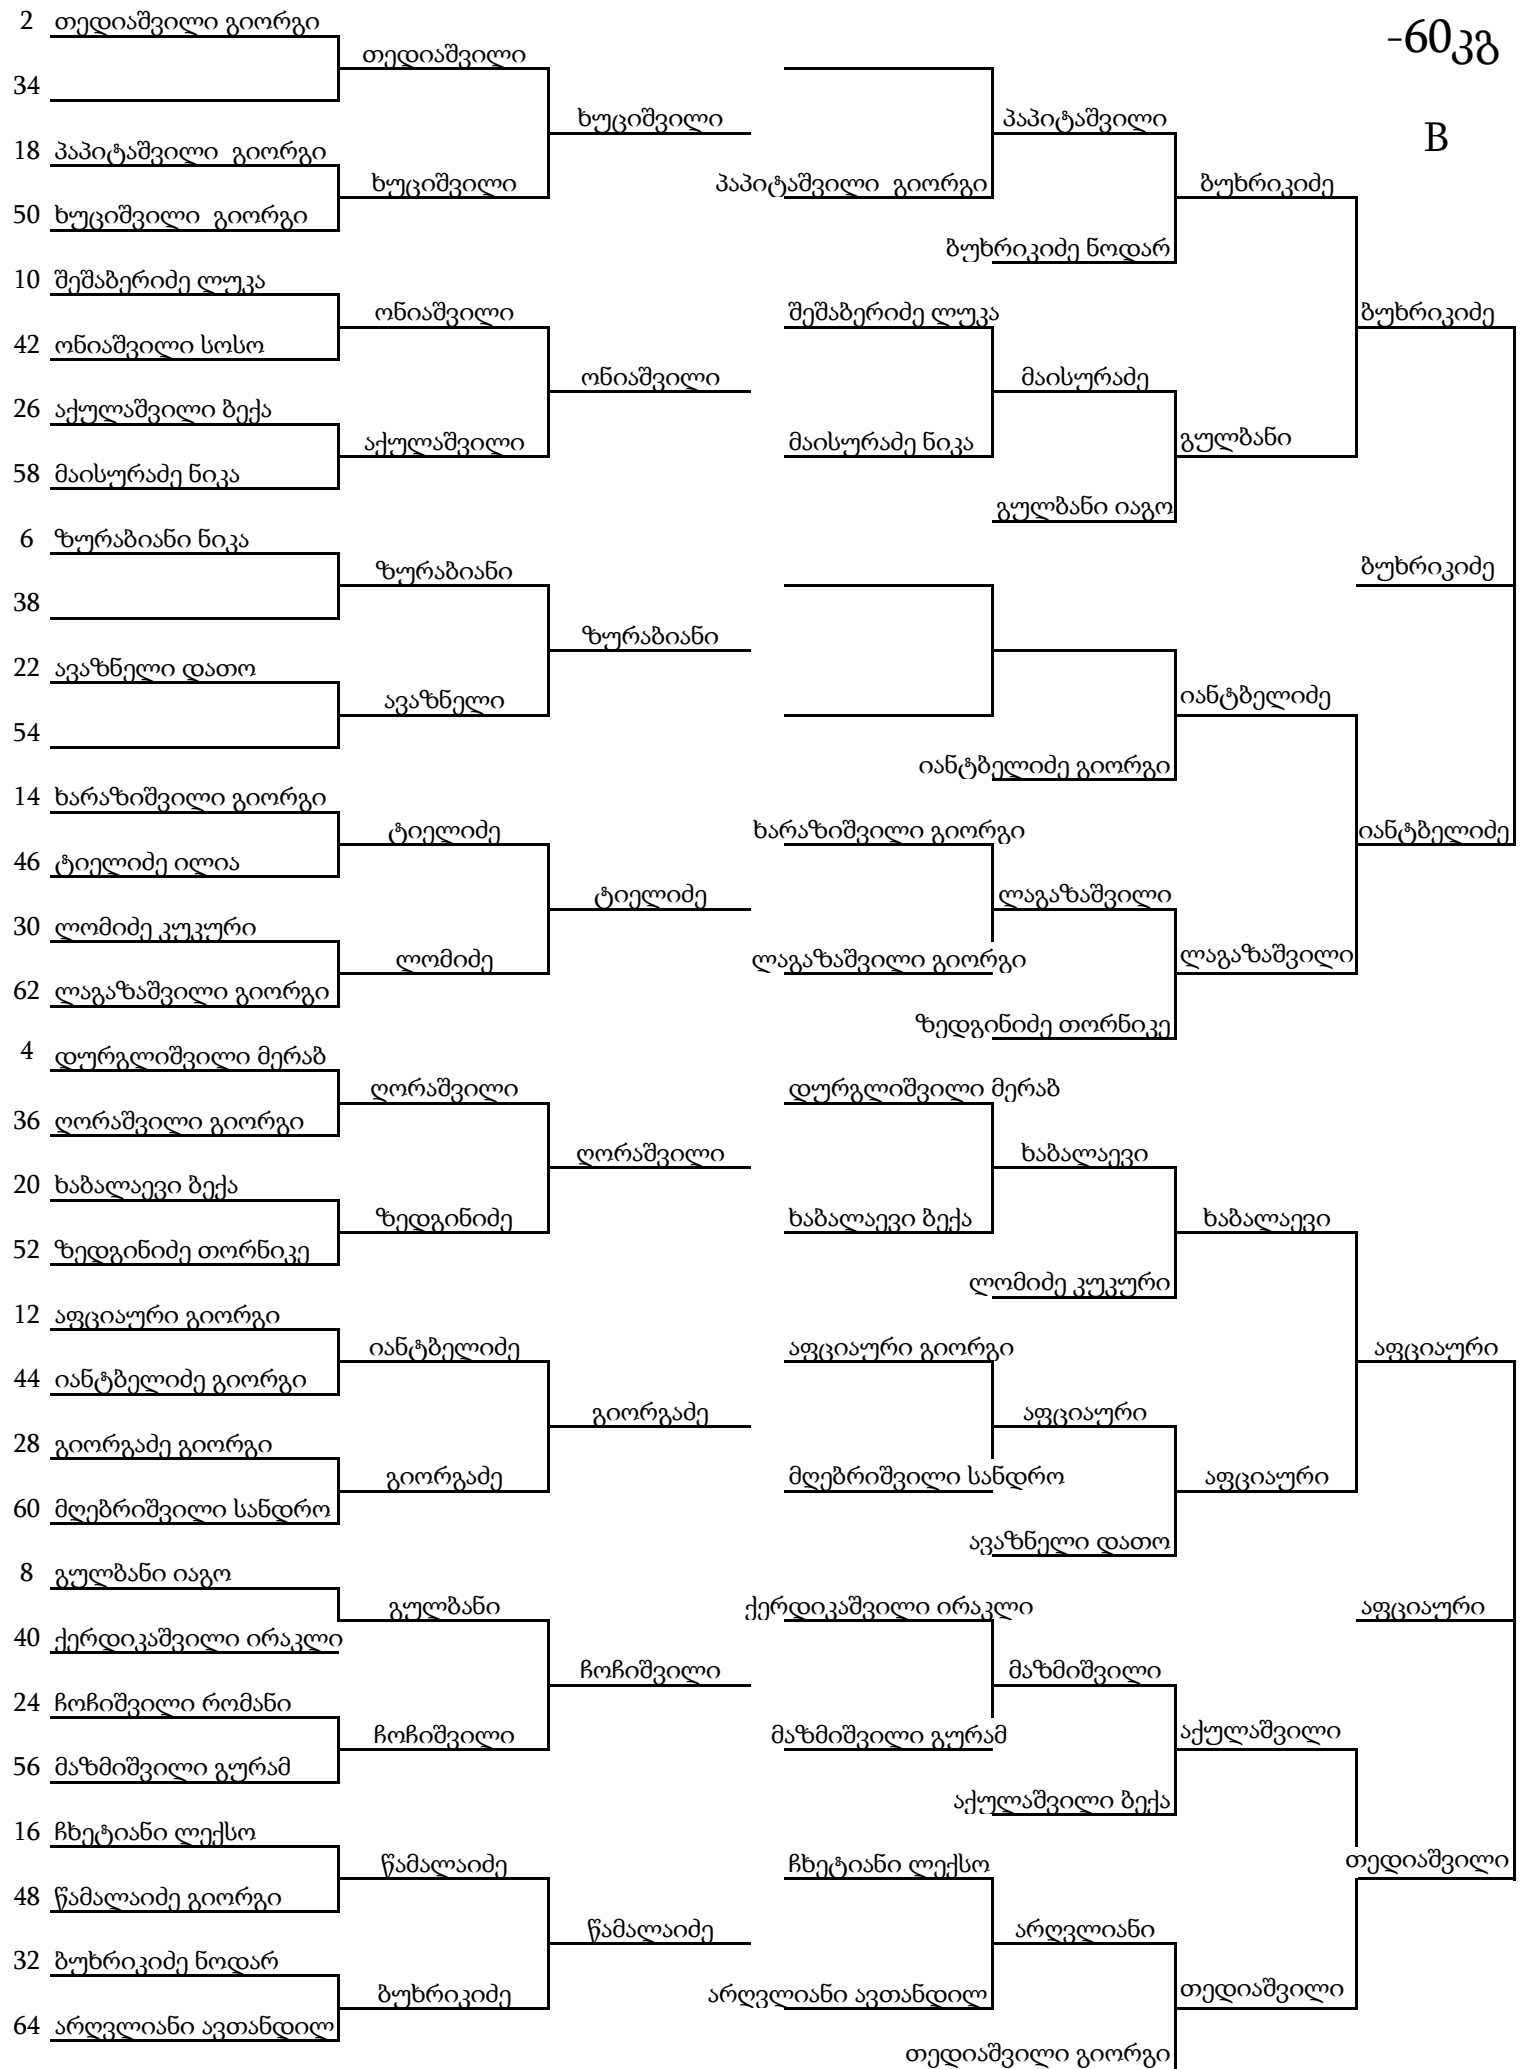 2 თედიაშვილი გიორგი
-60კგ
თედიაშვილი
34
ხუციშვილი
პაპიტაშვილი
B
18 პაპიტაშვილი გიორგი
ხუციშვილი
პაპიტაშვილი გიორგი
ბუხრიკიძე
50 ხუციშვილი გიორგი
ბუხრიკიძე ნოდარ
10 შეშაბერიძე ლუკა
ონიაშვილი
შეშაბერიძე ლუკა
ბუხრიკიძე
42 ონიაშვილი სოსო
ონიაშვილი
მაისურაძე
26 აქულაშვილი ბექა
აქულაშვილი
მაისურაძე ნიკა
გულბანი
58 მაისურაძე ნიკა
გულბანი იაგო
6 ზურაბიანი ნიკა
ზურაბიანი
ბუხრიკიძე
38
ზურაბიანი
22 ავაზნელი დათო
ავაზნელი
იანტბელიძე
54
იანტბელიძე გიორგი
14 ხარაზიშვილი გიორგი
ტიელიძე
ხარაზიშვილი გიორგი
იანტბელიძე
46 ტიელიძე ილია
ტიელიძე
ლაგაზაშვილი
30 ლომიძე კუკური
ლომიძე
ლაგაზაშვილი გიორგი
ლაგაზაშვილი
62 ლაგაზაშვილი გიორგი
ზედგინიძე თორნიკე
4 დურგლიშვილი მერაბ
ღორაშვილი
დურგლიშვილი მერაბ
36 ღორაშვილი გიორგი
ღორაშვილი
ხაბალაევი
20 ხაბალაევი ბექა
ზედგინიძე
ხაბალაევი ბექა
ხაბალაევი
52 ზედგინიძე თორნიკე
ლომიძე კუკური
12 აფციაური გიორგი
იანტბელიძე
აფციაური გიორგი
აფციაური
44 იანტბელიძე გიორგი
გიორგაძე
აფციაური
28 გიორგაძე გიორგი
გიორგაძე
მღებრიშვილი სანდრო
აფციაური
60 მღებრიშვილი სანდრო
ავაზნელი დათო
8 გულბანი იაგო
გულბანი
ქერდიკაშვილი ირაკლი
აფციაური
40 ქერდიკაშვილი ირაკლი
ჩოჩიშვილი
მაზმიშვილი
24 ჩოჩიშვილი რომანი
ჩოჩიშვილი
მაზმიშვილი გურამ
აქულაშვილი
56 მაზმიშვილი გურამ
აქულაშვილი ბექა
16 ჩხეტიანი ლექსო
წამალაიძე
ჩხეტიანი ლექსო
თედიაშვილი
48 წამალაიძე გიორგი
წამალაიძე
არღვლიანი
32 ბუხრიკიძე ნოდარ
ბუხრიკიძე
არღვლიანი ავთანდილ
თედიაშვილი
64 არღვლიანი ავთანდილ
თედიაშვილი გიორგი